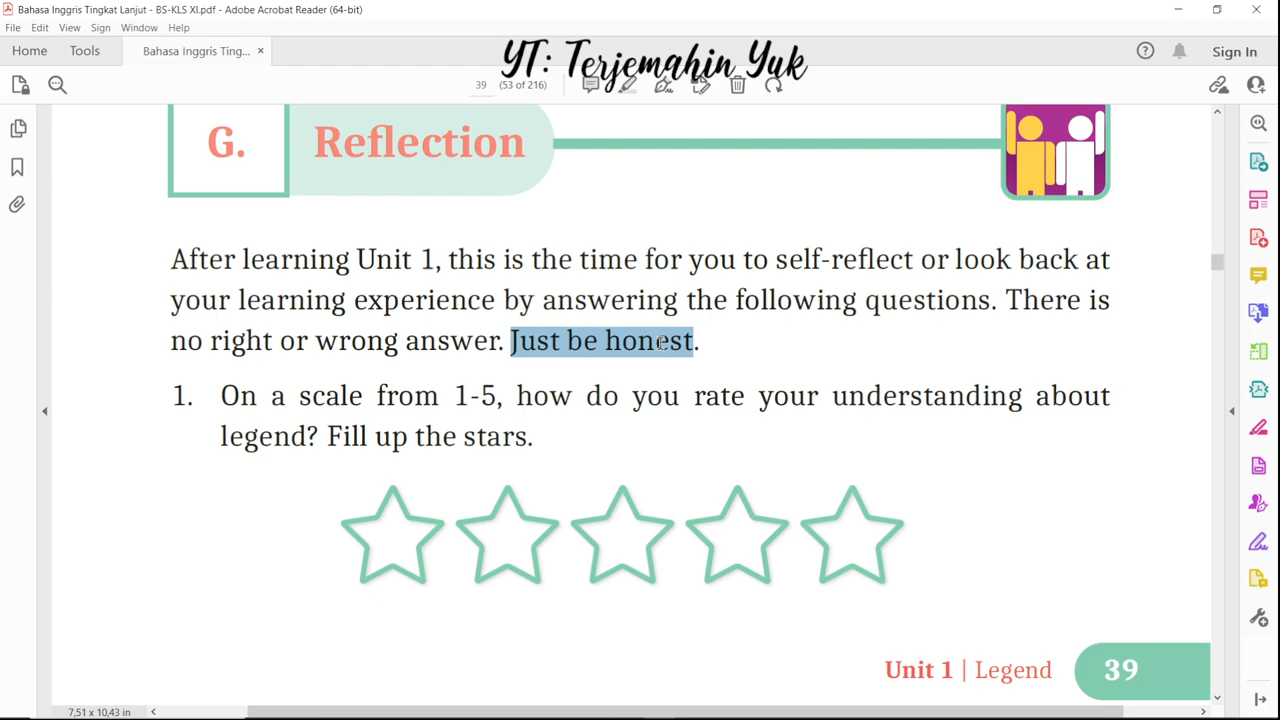 Bahasa Inggris Tingkat Lanjut - BS-KLS XI.pdf - Adobe Acrobat Reader (64-bit)
File Edit View Sign Window Help
Home Tools Bahasa Inggris Ting... × Sign In
YT: Terjemahin Yuk
39 (53 of 216)
G. Reflection
After learning Unit 1, this is the time for you to self-reflect or look back at
your learning experience by answering the following questions. There is
no right or wrong answer. Just be honest.
1. On a scale from 1-5, how do you rate your understanding about
legend? Fill up the stars.
Unit 1 | Legend 39
7,51 x 10,43 in